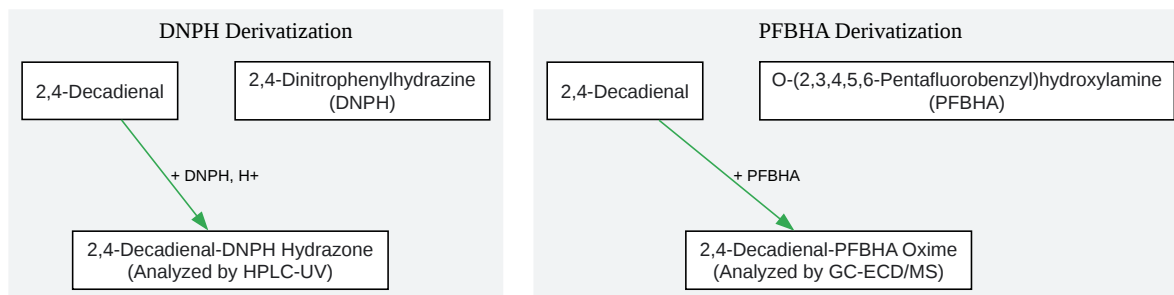 DNPH Derivatization
2,4-Decadienal
2,4-Dinitrophenylhydrazine
(DNPH)
+ DNPH, H+
2,4-Decadienal-DNPH Hydrazone
(Analyzed by HPLC-UV)
PFBHA Derivatization
2,4-Decadienal
O-(2,3,4,5,6-Pentafluorobenzyl)hydroxylamine
(PFBHA)
+ PFBHA
2,4-Decadienal-PFBHA Oxime
(Analyzed by GC-ECD/MS)